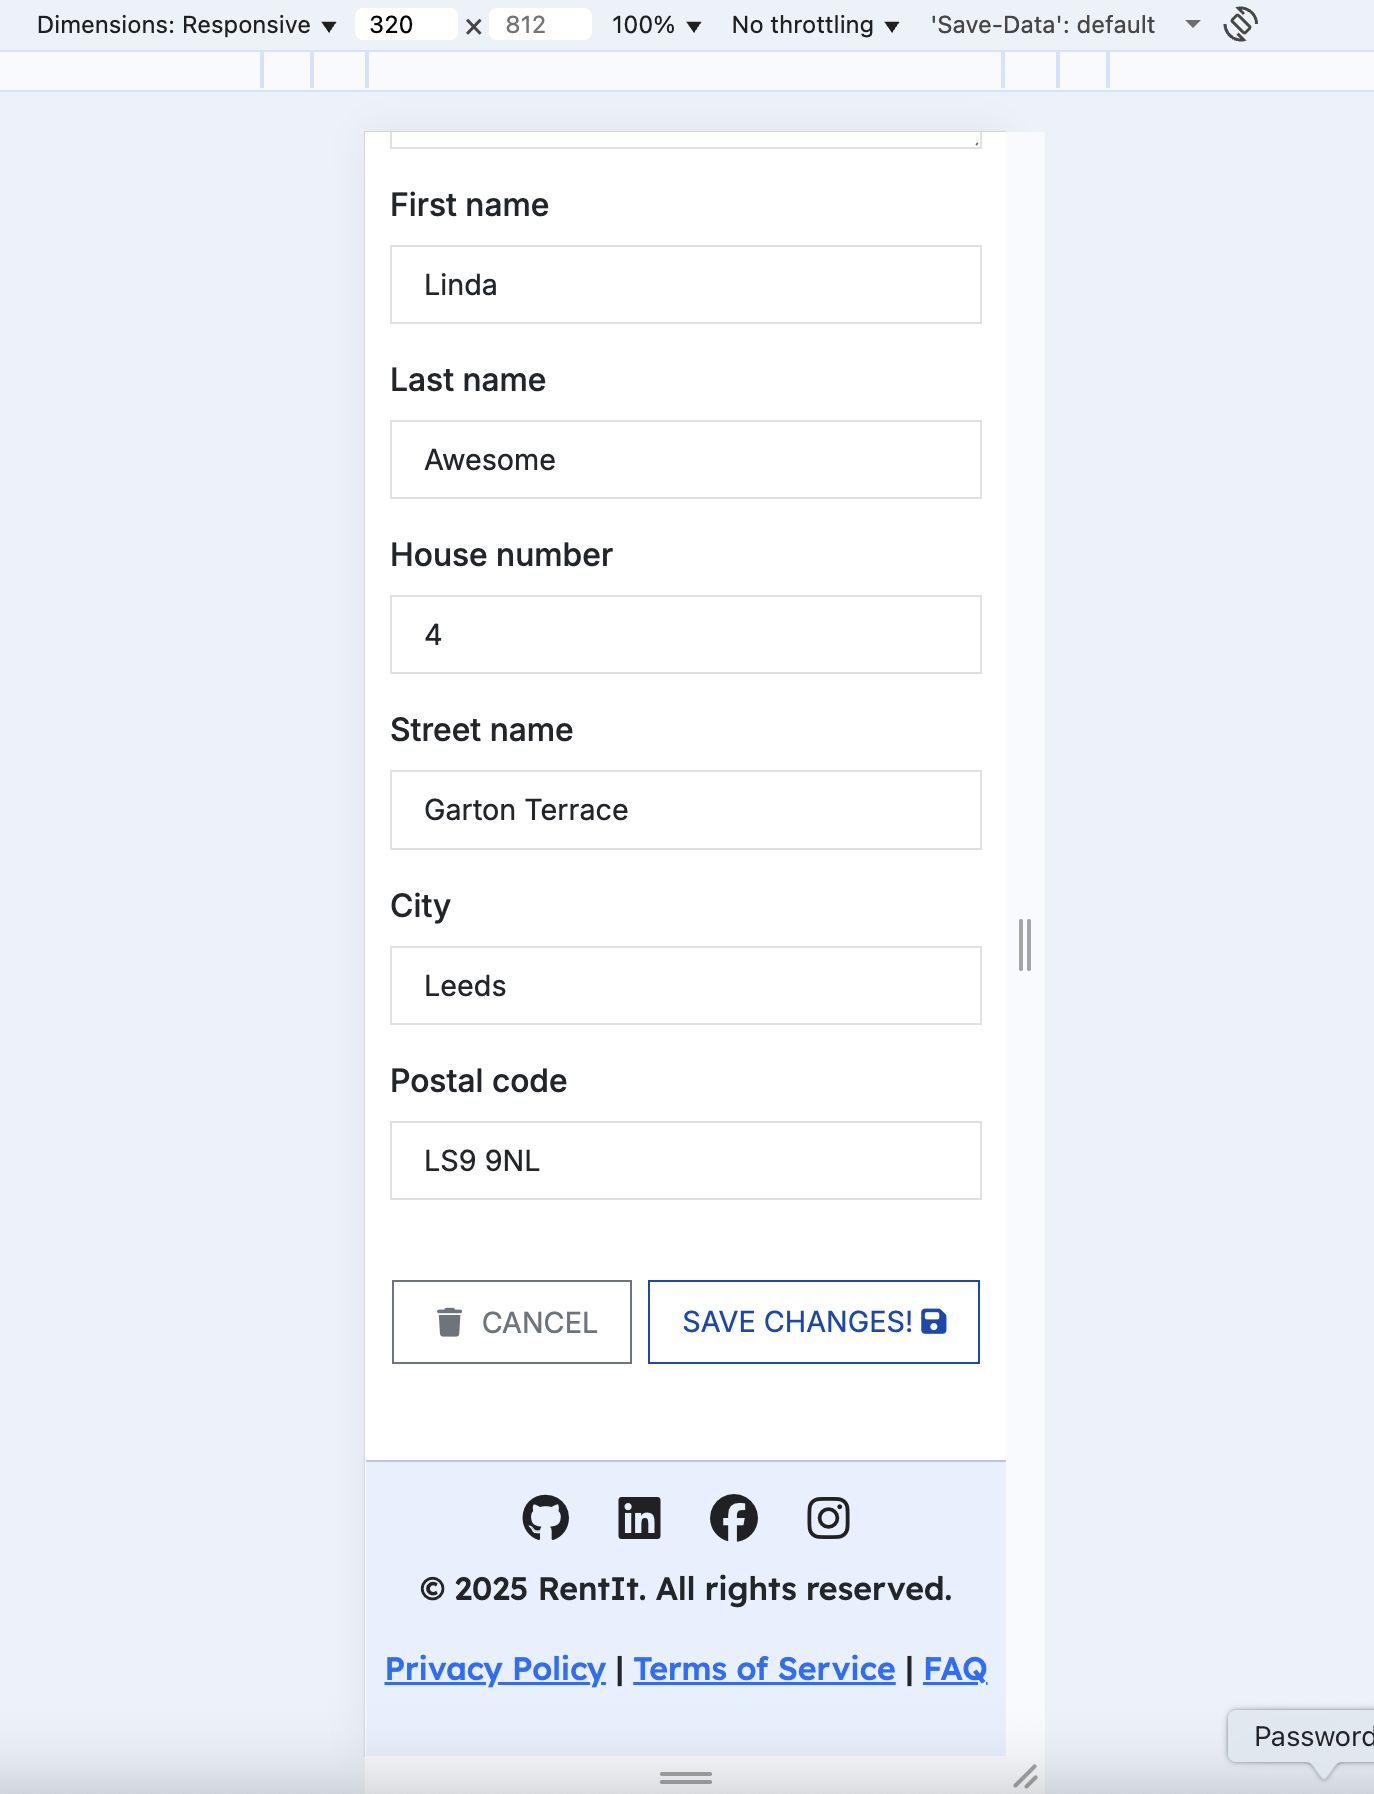 Dimensions: Responsive ▼ 320 x 812 100% ▼ No throttling ▼ 'Save-Data': default
First name
Linda
Last name
Awesome
House number
4
Street name
Garton Terrace
City
Leeds
Postal code
LS9 9NL
CANCEL SAVE CHANGES!
© 2025 RentIt. All rights reserved.
Privacy Policy | Terms of Service | FAQ
Password